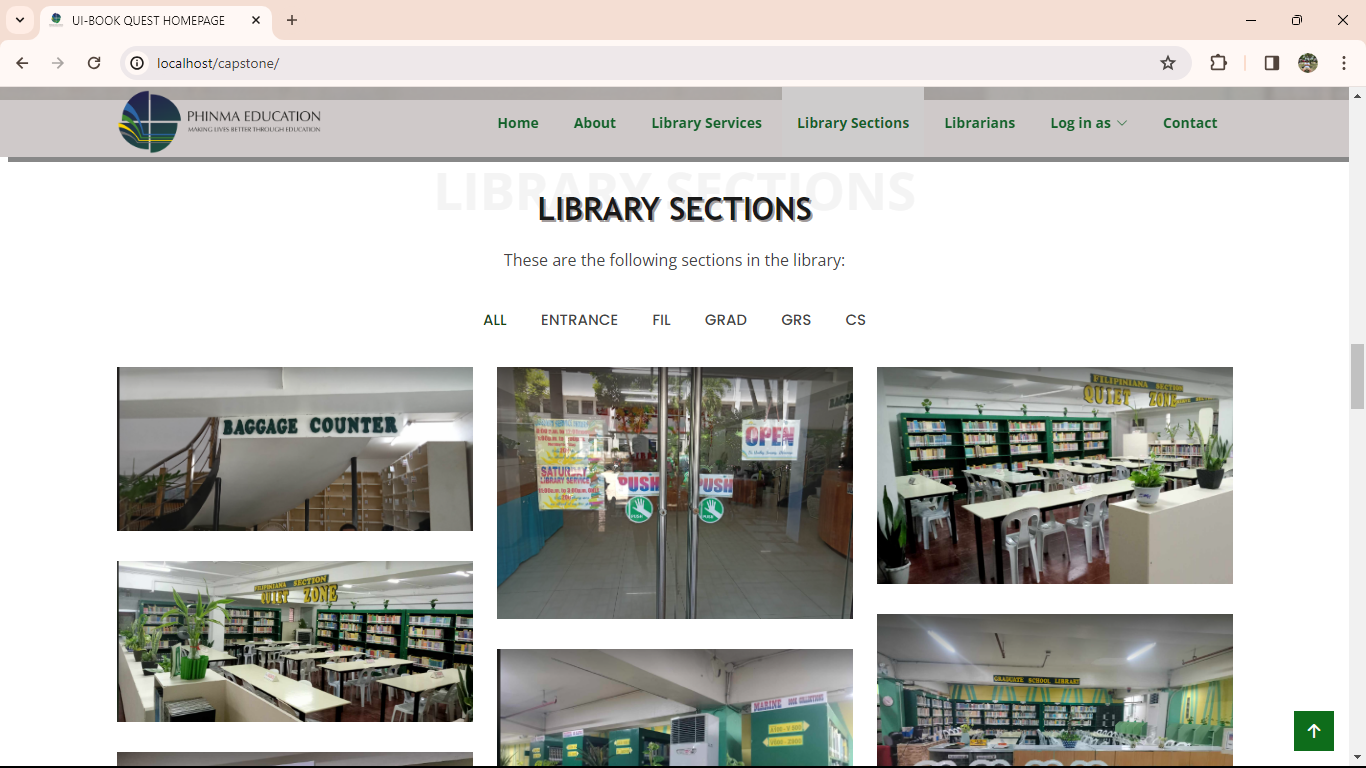 UI-BOOK QUEST HOMEPAGE
localhost/capstone/
PHINMA EDUCATION
MAKING LIVES BETTER THROUGH EDUCATION
Home About Library Services Library Sections Librarians Log in as Contact
LIBRARY SECTIONS
LIBRARY SECTIONS
These are the following sections in the library:
ALL ENTRANCE FIL GRAD GRS CS
BAGGAGE COUNTER
OPEN
SATURDAY
LIBRARY SERVICE
PUSH PUSH
FILIPINIANA SECTION
QUIET ZONE
FILIPINIANA SECTION
QUIET ZONE
MARINE BOOK COLLECTIONS
GRADUATE SCHOOL LIBRARY